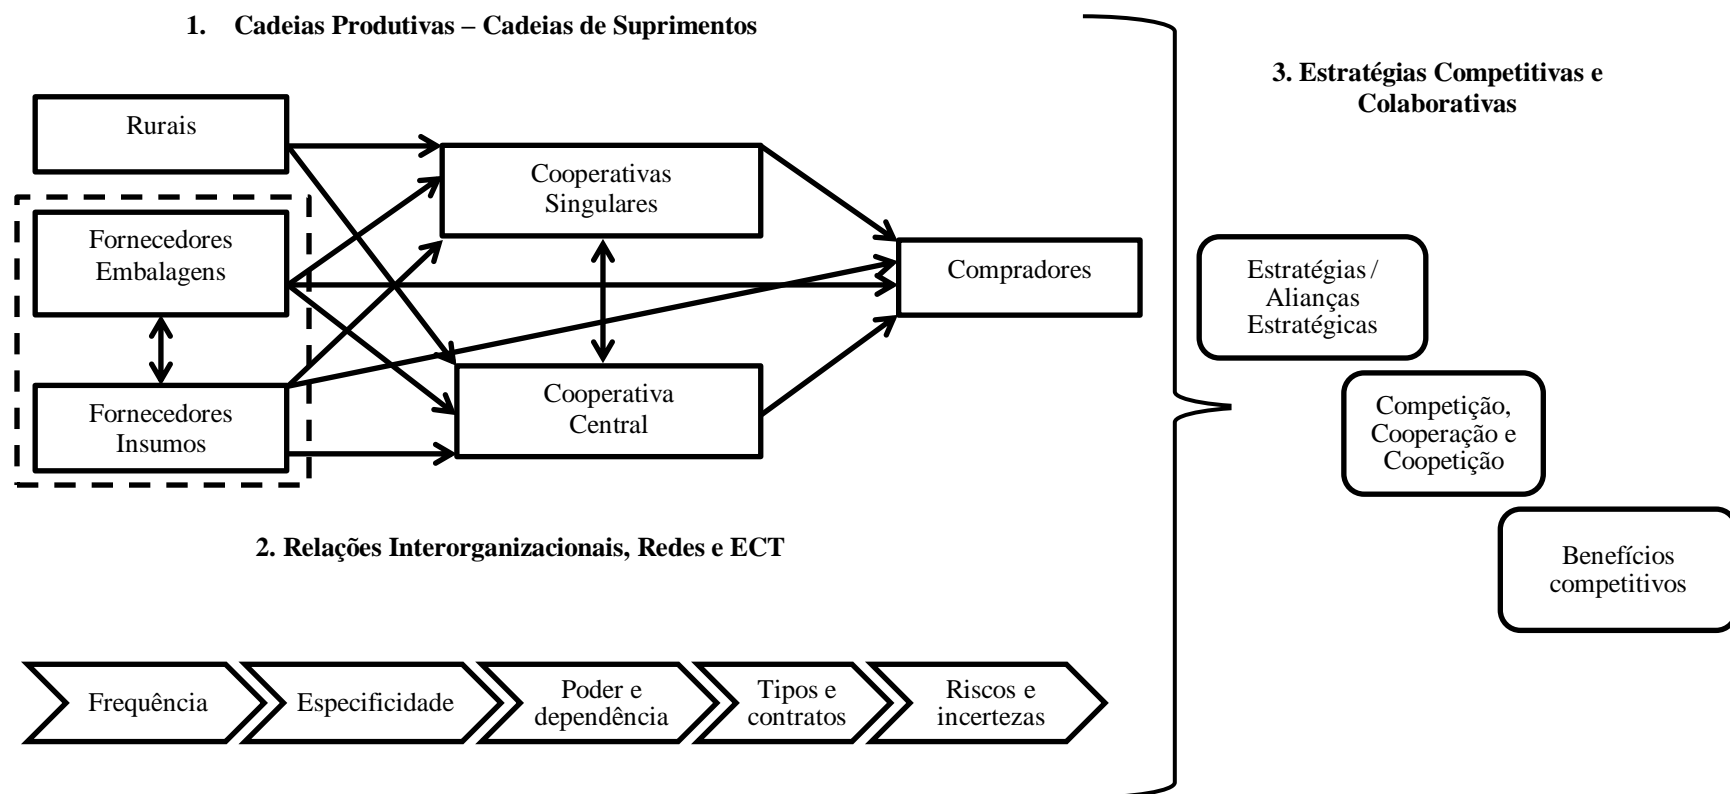 1. Cadeias Produtivas – Cadeias de Suprimentos
3. Estratégias Competitivas e
Colaborativas
Rurais
Fornecedores
Embalagens
Fornecedores
Insumos
Cooperativas
Singulares
Cooperativa
Central
Compradores
Estratégias /
Alianças
Estratégicas
Competição,
Cooperação e
Coopetição
Benefícios
competitivos
2. Relações Interorganizacionais, Redes e ECT
Frequência
Especificidade
Poder e
dependência
Tipos e
contratos
Riscos e
incertezas